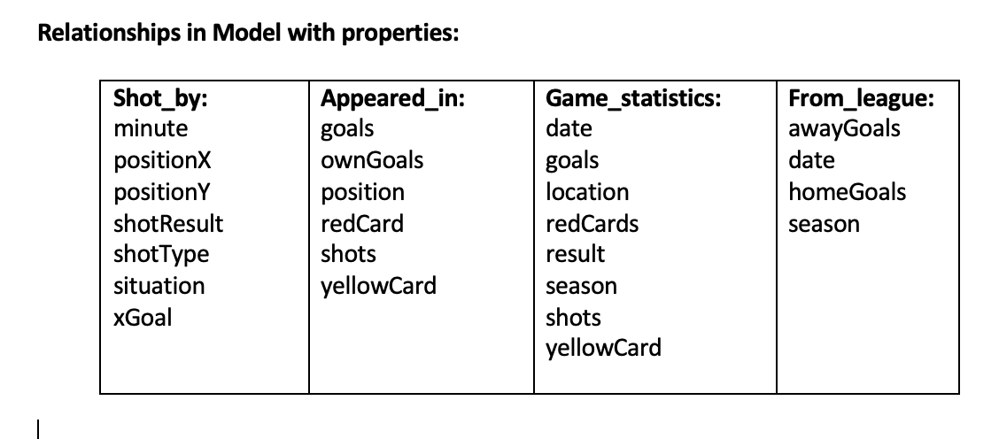 Relationships in Model with properties:
Shot_by:
minute
positionX
positionY
shotResult
shotType
situation
xGoal
Appeared_in:
goals
ownGoals
position
redCard
shots
yellowCard
Game_statistics:
date
goals
location
redCards
result
season
shots
yellowCard
From_league:
awayGoals
date
homeGoals
season